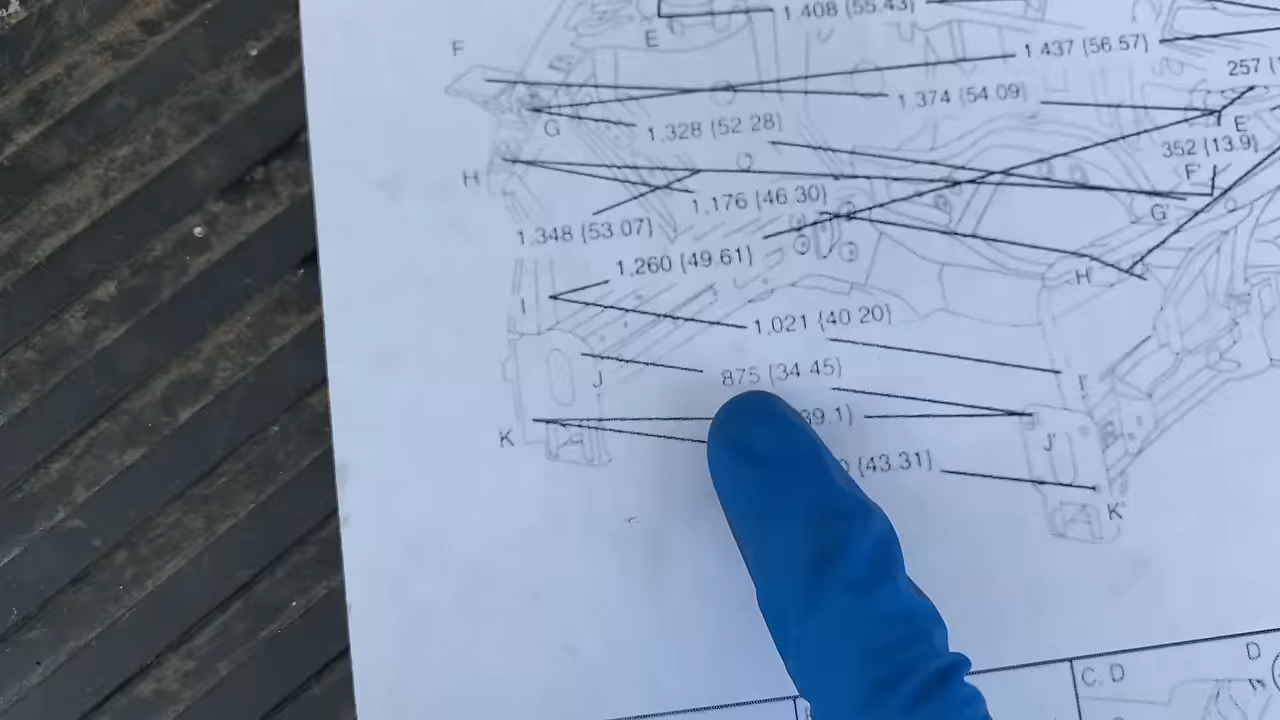 1.408 (55.43)
E
F
1.437 (56.57)
257
1.374 (54.09)
G
1.328 (52.28)
E'
352 (13.9)
F'
H
1,176 (46.30)
G'
1.348 (53.07)
1,260 (49.61)
H'
I
1,021 (40 20)
J
875 (34 45)
K
(43.31)
J'
K'
C. D
D